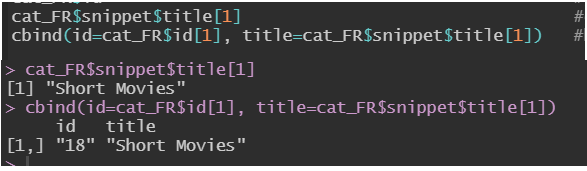 cat_FR$snippet$title[1] #
cbind(id=cat_FR$id[1], title=cat_FR$snippet$title[1]) #
> cat_FR$snippet$title[1]
[1] "Short Movies"
> cbind(id=cat_FR$id[1], title=cat_FR$snippet$title[1])
     id   title
[1,] "18" "Short Movies"
>